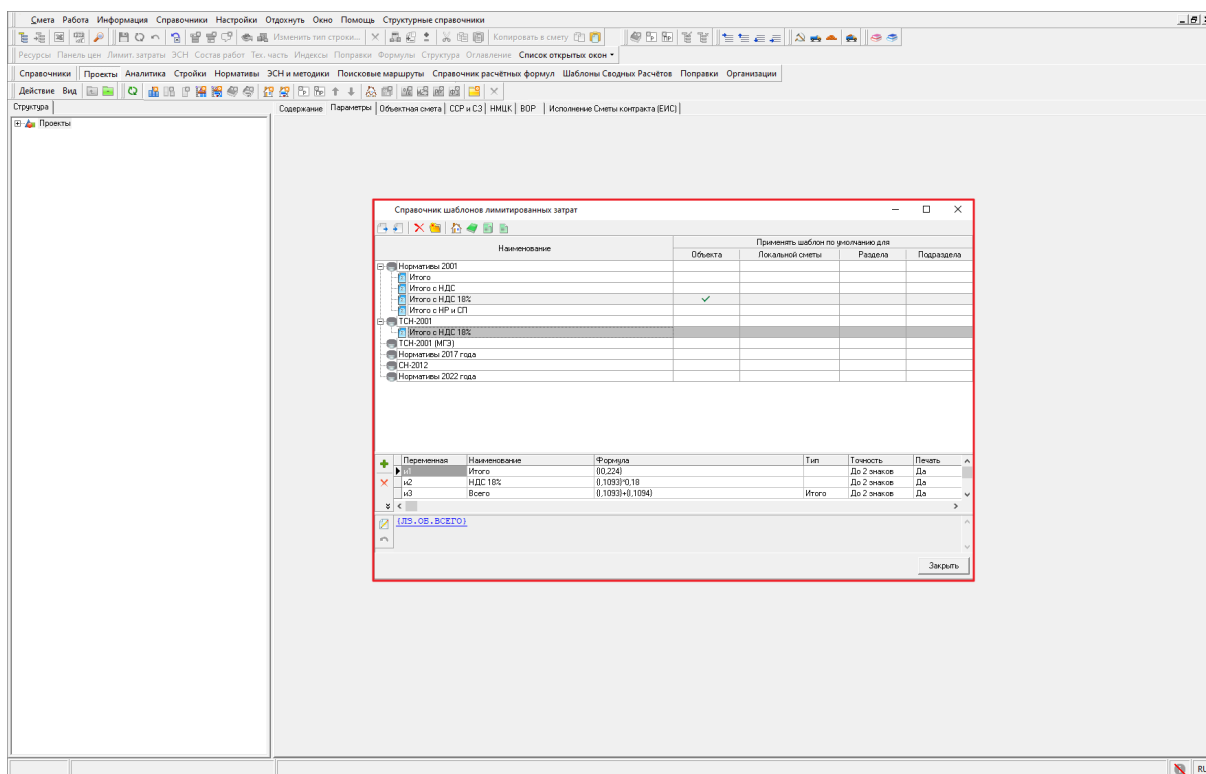 Смета Работа Информация Справочники Настройки Отдохнуть Окно Помощь Структурные справочники
Изменить тип строки... Копировать в смету
Ресурсы Панель цен Лимит. затраты ЭСН Состав работ Тех. часть Индексы Поправки Формулы Структура Оглавление Список открытых окон
Справочники Проекты Аналитика Стройки Нормативы ЭСН и методики Поисковые маршруты Справочник расчётных формул Шаблоны Сводных Расчётов Поправки Организации
Действие Вид
Структура Содержание Параметры Объектная смета ССР и СЗ НМЦК ВОР Исполнение Сметы контракта (ЕИС)
Проекты
Справочник шаблонов лимитированных затрат
Наименование Применять шаблон по умолчанию для
Объекта Локальной сметы Раздела Подраздела
Нормативы 2001
Итого
Итого с НДС
Итого с НДС 18%
Итого с НР и СП
ТСН-2001
Итого с НДС 18%
ТСН-2001 (МГЭ)
Нормативы 2017 года
СН-2012
Нормативы 2022 года
Переменная Наименование Формула Тип Точность Печать
и1 Итого (I0,224) До 2 знаков Да
и2 НДС 18% (I,1093)*0,18 До 2 знаков Да
и3 Всего (I,1093)+(I,1094) Итого До 2 знаков Да
{ЛЗ.ОБ.ВСЕГО}
Закрыть
RU